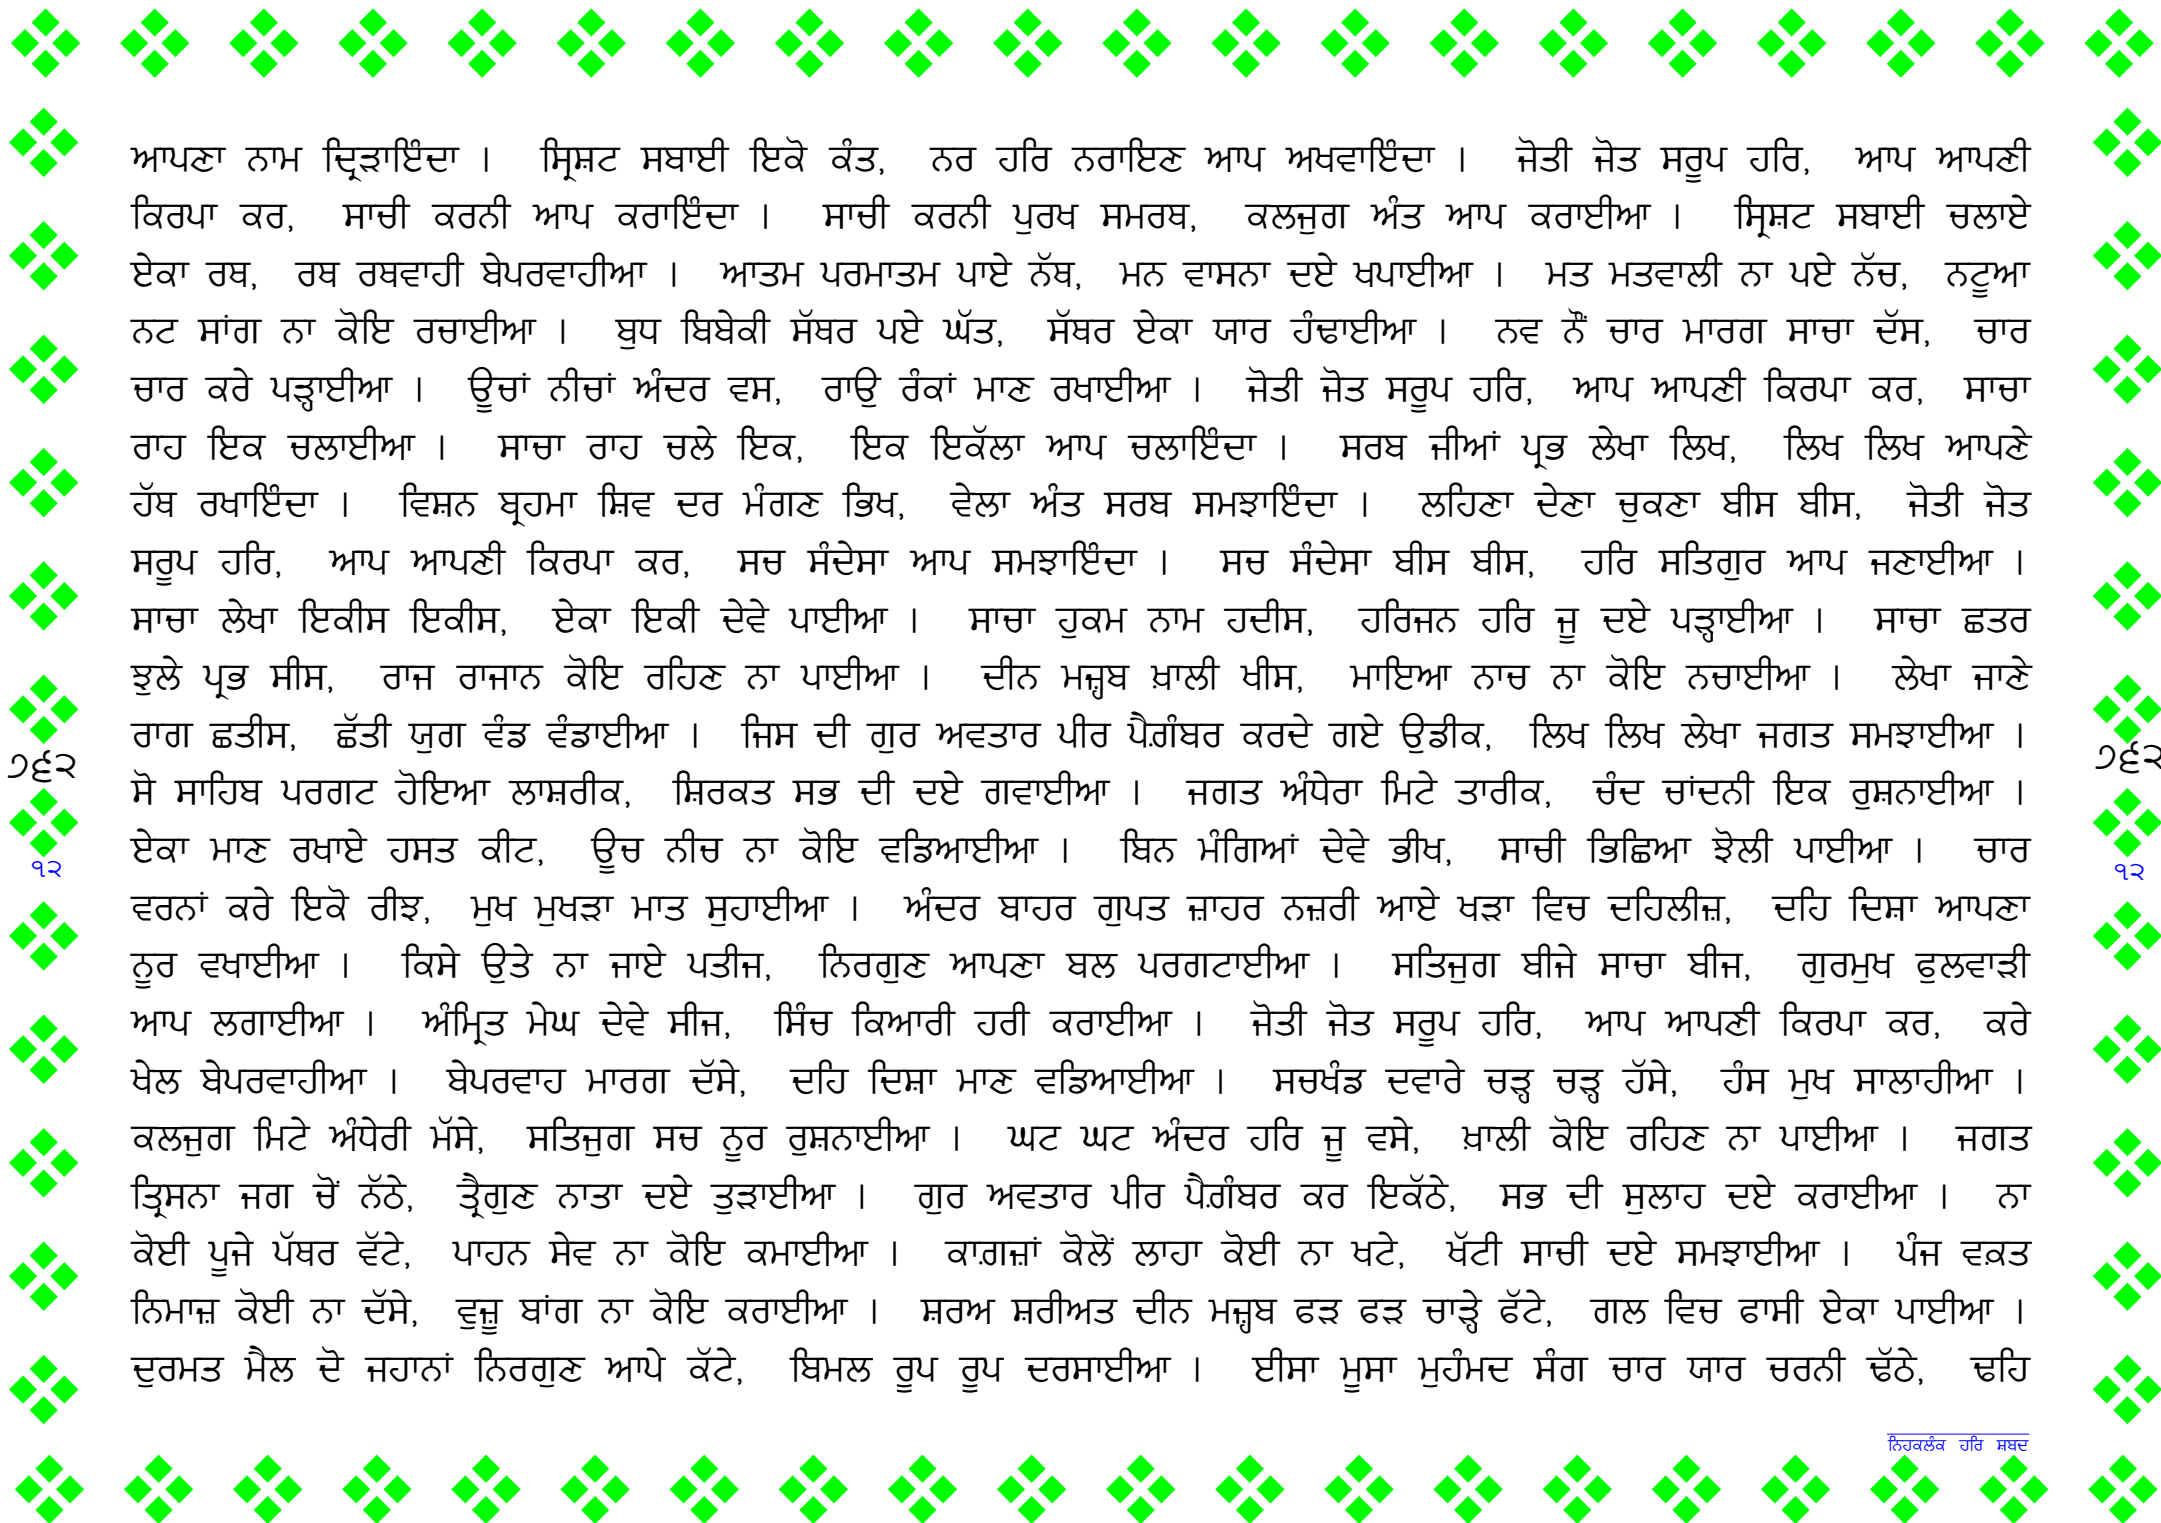 ਆਪਣਾ ਨਾਮ ਦ੍ਰਿੜਾਇੰਦਾ । ਸ੍ਰਿਸ਼ਟ ਸਬਾਈ ਇਕੋ ਕੰਤ, ਨਰ ਹਰਿ ਨਰਾਇਣ ਆਪ ਅਖਵਾਇੰਦਾ । ਜੋਤੀ ਜੋਤ ਸਰੂਪ ਹਰਿ, ਆਪ ਆਪਣੀ
ਕਿਰਪਾ ਕਰ, ਸਾਚੀ ਕਰਨੀ ਆਪ ਕਰਾਇੰਦਾ । ਸਾਚੀ ਕਰਨੀ ਪੁਰਖ ਸਮਰਥ, ਕਲਜੁਗ ਅੰਤ ਆਪ ਕਰਾਈਆ । ਸ੍ਰਿਸ਼ਟ ਸਬਾਈ ਚਲਾਏ
ਏਕਾ ਰਥ, ਰਥ ਰਥਵਾਹੀ ਬੇਪਰਵਾਹੀਆ । ਆਤਮ ਪਰਮਾਤਮ ਪਾਏ ਨੱਥ, ਮਨ ਵਾਸਨਾ ਦਏ ਖਪਾਈਆ । ਮਤ ਮਤਵਾਲੀ ਨਾ ਪਏ ਨੱਚ, ਨਟੂਆ
ਨਟ ਸਾਂਗ ਨਾ ਕੋਇ ਰਚਾਈਆ । ਬੁਧ ਬਿਬੇਕੀ ਸੱਥਰ ਪਏ ਘੱਤ, ਸੱਥਰ ਏਕਾ ਯਾਰ ਹੰਢਾਈਆ । ਨਵ ਨੌਂ ਚਾਰ ਮਾਰਗ ਸਾਚਾ ਦੱਸ, ਚਾਰ
ਚਾਰ ਕਰੇ ਪੜ੍ਹਾਈਆ । ਊਚਾਂ ਨੀਚਾਂ ਅੰਦਰ ਵਸ, ਰਾਉ ਰੰਕਾਂ ਮਾਣ ਰਖਾਈਆ । ਜੋਤੀ ਜੋਤ ਸਰੂਪ ਹਰਿ, ਆਪ ਆਪਣੀ ਕਿਰਪਾ ਕਰ, ਸਾਚਾ
ਰਾਹ ਇਕ ਚਲਾਈਆ । ਸਾਚਾ ਰਾਹ ਚਲੇ ਇਕ, ਇਕ ਇਕੱਲਾ ਆਪ ਚਲਾਇੰਦਾ । ਸਰਬ ਜੀਆਂ ਪ੍ਰਭ ਲੇਖਾ ਲਿਖ, ਲਿਖ ਲਿਖ ਆਪਣੇ
ਹੱਥ ਰਖਾਇੰਦਾ । ਵਿਸ਼ਨ ਬ੍ਰਹਮਾ ਸ਼ਿਵ ਦਰ ਮੰਗਣ ਭਿਖ, ਵੇਲਾ ਅੰਤ ਸਰਬ ਸਮਝਾਇੰਦਾ । ਲਹਿਣਾ ਦੇਣਾ ਚੁਕਣਾ ਬੀਸ ਬੀਸ, ਜੋਤੀ ਜੋਤ
ਸਰੂਪ ਹਰਿ, ਆਪ ਆਪਣੀ ਕਿਰਪਾ ਕਰ, ਸਚ ਸੰਦੇਸਾ ਆਪ ਸਮਝਾਇੰਦਾ । ਸਚ ਸੰਦੇਸਾ ਬੀਸ ਬੀਸ, ਹਰਿ ਸਤਿਗੁਰ ਆਪ ਜਣਾਈਆ ।
ਸਾਚਾ ਲੇਖਾ ਇਕੀਸ ਇਕੀਸ, ਏਕਾ ਇਕੀ ਦੇਵੇ ਪਾਈਆ । ਸਾਚਾ ਹੁਕਮ ਨਾਮ ਹਦੀਸ, ਹਰਿਜਨ ਹਰਿ ਜੂ ਦਏ ਪੜ੍ਹਾਈਆ । ਸਾਚਾ ਛਤਰ
ਝੁਲੇ ਪ੍ਰਭ ਸੀਸ, ਰਾਜ ਰਾਜਾਨ ਕੋਇ ਰਹਿਣ ਨਾ ਪਾਈਆ । ਦੀਨ ਮਜ਼੍ਹਬ ਖ਼ਾਲੀ ਖੀਸ, ਮਾਇਆ ਨਾਚ ਨਾ ਕੋਇ ਨਚਾਈਆ । ਲੇਖਾ ਜਾਣੇ
ਰਾਗ ਛਤੀਸ, ਛੱਤੀ ਯੁਗ ਵੰਡ ਵੰਡਾਈਆ । ਜਿਸ ਦੀ ਗੁਰ ਅਵਤਾਰ ਪੀਰ ਪੈਗ਼ੰਬਰ ਕਰਦੇ ਗਏ ਉਡੀਕ, ਲਿਖ ਲਿਖ ਲੇਖਾ ਜਗਤ ਸਮਝਾਈਆ ।
੭੬੨ ਸੋ ਸਾਹਿਬ ਪਰਗਟ ਹੋਇਆ ਲਾਸ਼ਰੀਕ, ਸ਼ਿਰਕਤ ਸਭ ਦੀ ਦਏ ਗਵਾਈਆ । ਜਗਤ ਅੰਧੇਰਾ ਮਿਟੇ ਤਾਰੀਕ, ਚੰਦ ਚਾਂਦਨੀ ਇਕ ਰੁਸ਼ਨਾਈਆ । ੭੬੨
ਏਕਾ ਮਾਣ ਰਖਾਏ ਹਸਤ ਕੀਟ, ਊਚ ਨੀਚ ਨਾ ਕੋਇ ਵਡਿਆਈਆ । ਬਿਨ ਮੰਗਿਆਂ ਦੇਵੇ ਭੀਖ, ਸਾਚੀ ਭਿਛਿਆ ਝੋਲੀ ਪਾਈਆ । ਚਾਰ
੧੨ ਵਰਨਾਂ ਕਰੇ ਇਕੋ ਰੀਝ, ਮੁਖ ਮੁਖੜਾ ਮਾਤ ਸੁਹਾਈਆ । ਅੰਦਰ ਬਾਹਰ ਗੁਪਤ ਜ਼ਾਹਰ ਨਜ਼ਰੀ ਆਏ ਖੜਾ ਵਿਚ ਦਹਿਲੀਜ਼, ਦਹਿ ਦਿਸ਼ਾ ਆਪਣਾ ੧੨
ਨੂਰ ਵਖਾਈਆ । ਕਿਸੇ ਉਤੇ ਨਾ ਜਾਏ ਪਤੀਜ, ਨਿਰਗੁਣ ਆਪਣਾ ਬਲ ਪਰਗਟਾਈਆ । ਸਤਿਜੁਗ ਬੀਜੇ ਸਾਚਾ ਬੀਜ, ਗੁਰਮੁਖ ਫੁਲਵਾੜੀ
ਆਪ ਲਗਾਈਆ । ਅੰਮ੍ਰਿਤ ਮੇਘ ਦੇਵੇ ਸੀਜ, ਸਿੰਚ ਕਿਆਰੀ ਹਰੀ ਕਰਾਈਆ । ਜੋਤੀ ਜੋਤ ਸਰੂਪ ਹਰਿ, ਆਪ ਆਪਣੀ ਕਿਰਪਾ ਕਰ, ਕਰੇ
ਖੇਲ ਬੇਪਰਵਾਹੀਆ । ਬੇਪਰਵਾਹ ਮਾਰਗ ਦੱਸੇ, ਦਹਿ ਦਿਸ਼ਾ ਮਾਣ ਵਡਿਆਈਆ । ਸਚਖੰਡ ਦਵਾਰੇ ਚੜ੍ਹ ਚੜ੍ਹ ਹੱਸੇ, ਹੰਸ ਮੁਖ ਸਾਲਾਹੀਆ ।
ਕਲਜੁਗ ਮਿਟੇ ਅੰਧੇਰੀ ਮੱਸੇ, ਸਤਿਜੁਗ ਸਚ ਨੂਰ ਰੁਸ਼ਨਾਈਆ । ਘਟ ਘਟ ਅੰਦਰ ਹਰਿ ਜੂ ਵਸੇ, ਖ਼ਾਲੀ ਕੋਇ ਰਹਿਣ ਨਾ ਪਾਈਆ । ਜਗਤ
ਤ੍ਰਿਸਨਾ ਜਗ ਚੋਂ ਨੱਠੇ, ਤ੍ਰੈਗੁਣ ਨਾਤਾ ਦਏ ਤੁੜਾਈਆ । ਗੁਰ ਅਵਤਾਰ ਪੀਰ ਪੈਗ਼ੰਬਰ ਕਰ ਇਕੱਠੇ, ਸਭ ਦੀ ਸੁਲਾਹ ਦਏ ਕਰਾਈਆ । ਨਾ
ਕੋਈ ਪੂਜੇ ਪੱਥਰ ਵੱਟੇ, ਪਾਹਨ ਸੇਵ ਨਾ ਕੋਇ ਕਮਾਈਆ । ਕਾਗ਼ਜ਼ਾਂ ਕੋਲੋਂ ਲਾਹਾ ਕੋਈ ਨਾ ਖਟੇ, ਖੱਟੀ ਸਾਚੀ ਦਏ ਸਮਝਾਈਆ । ਪੰਜ ਵਕ਼ਤ
ਨਿਮਾਜ਼ ਕੋਈ ਨਾ ਦੱਸੇ, ਵੁਜ਼ੂ ਬਾਂਗ ਨਾ ਕੋਇ ਕਰਾਈਆ । ਸ਼ਰਅ ਸ਼ਰੀਅਤ ਦੀਨ ਮਜ਼੍ਹਬ ਫੜ ਫੜ ਚਾੜ੍ਹੇ ਫੱਟੇ, ਗਲ ਵਿਚ ਫਾਸੀ ਏਕਾ ਪਾਈਆ ।
ਦੁਰਮਤ ਮੈਲ ਦੋ ਜਹਾਨਾਂ ਨਿਰਗੁਣ ਆਪੇ ਕੱਟੇ, ਬਿਮਲ ਰੂਪ ਰੂਪ ਦਰਸਾਈਆ । ਈਸਾ ਮੂਸਾ ਮੁਹੰਮਦ ਸੰਗ ਚਾਰ ਯਾਰ ਚਰਨੀ ਢੱਠੇ, ਢਹਿ
ਨਿਹਕਲੰਕ ਹਰਿ ਸ਼ਬਦ